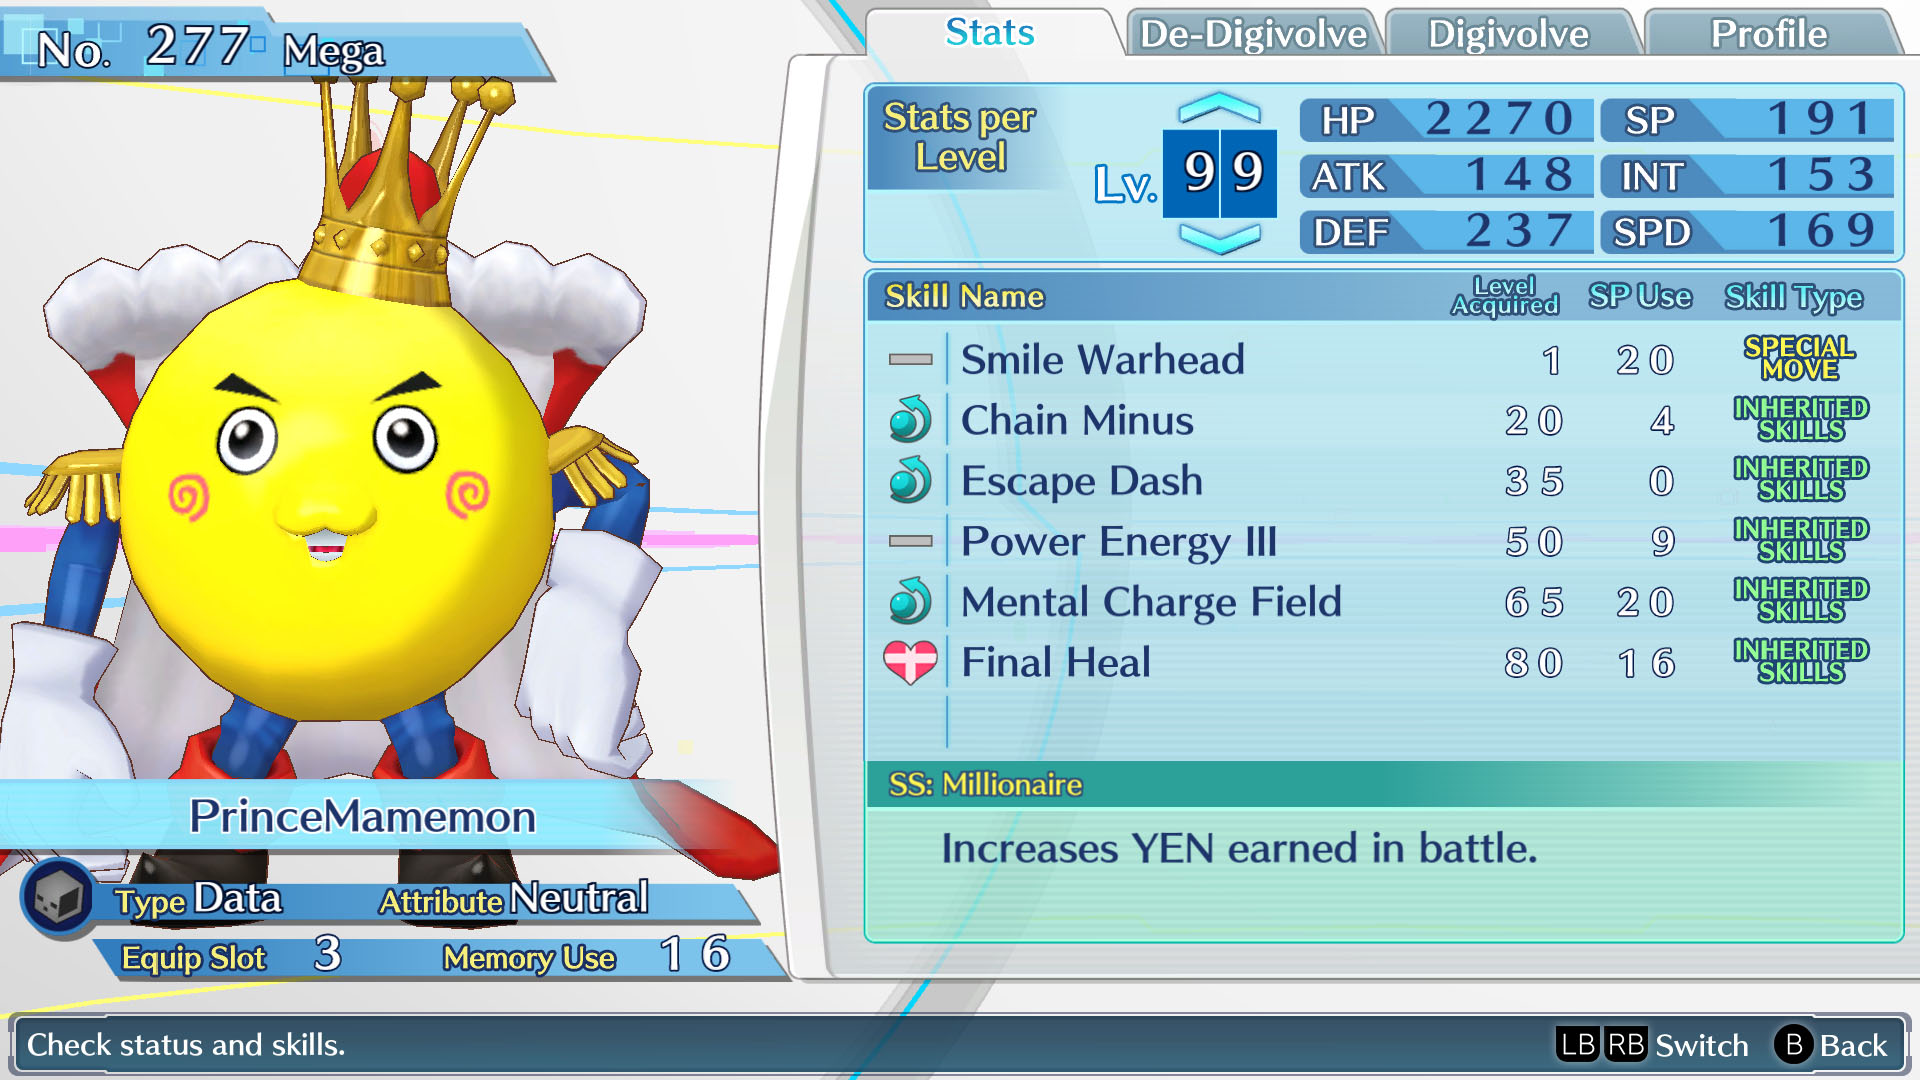 No. 277 Mega
Stats De-Digivolve Digivolve Profile
Stats per
Level
Lv. 99
HP 2270 SP 191
ATK 148 INT 153
DEF 237 SPD 169
Skill Name Level Acquired SP Use Skill Type
Smile Warhead 1 20 SPECIAL MOVE
Chain Minus 20 4 INHERITED SKILLS
Escape Dash 35 0 INHERITED SKILLS
Power Energy III 50 9 INHERITED SKILLS
Mental Charge Field 65 20 INHERITED SKILLS
Final Heal 80 16 INHERITED SKILLS
SS: Millionaire
Increases YEN earned in battle.
PrinceMamemon
Type Data Attribute Neutral
Equip Slot 3 Memory Use 16
Check status and skills.
LB RB Switch B Back